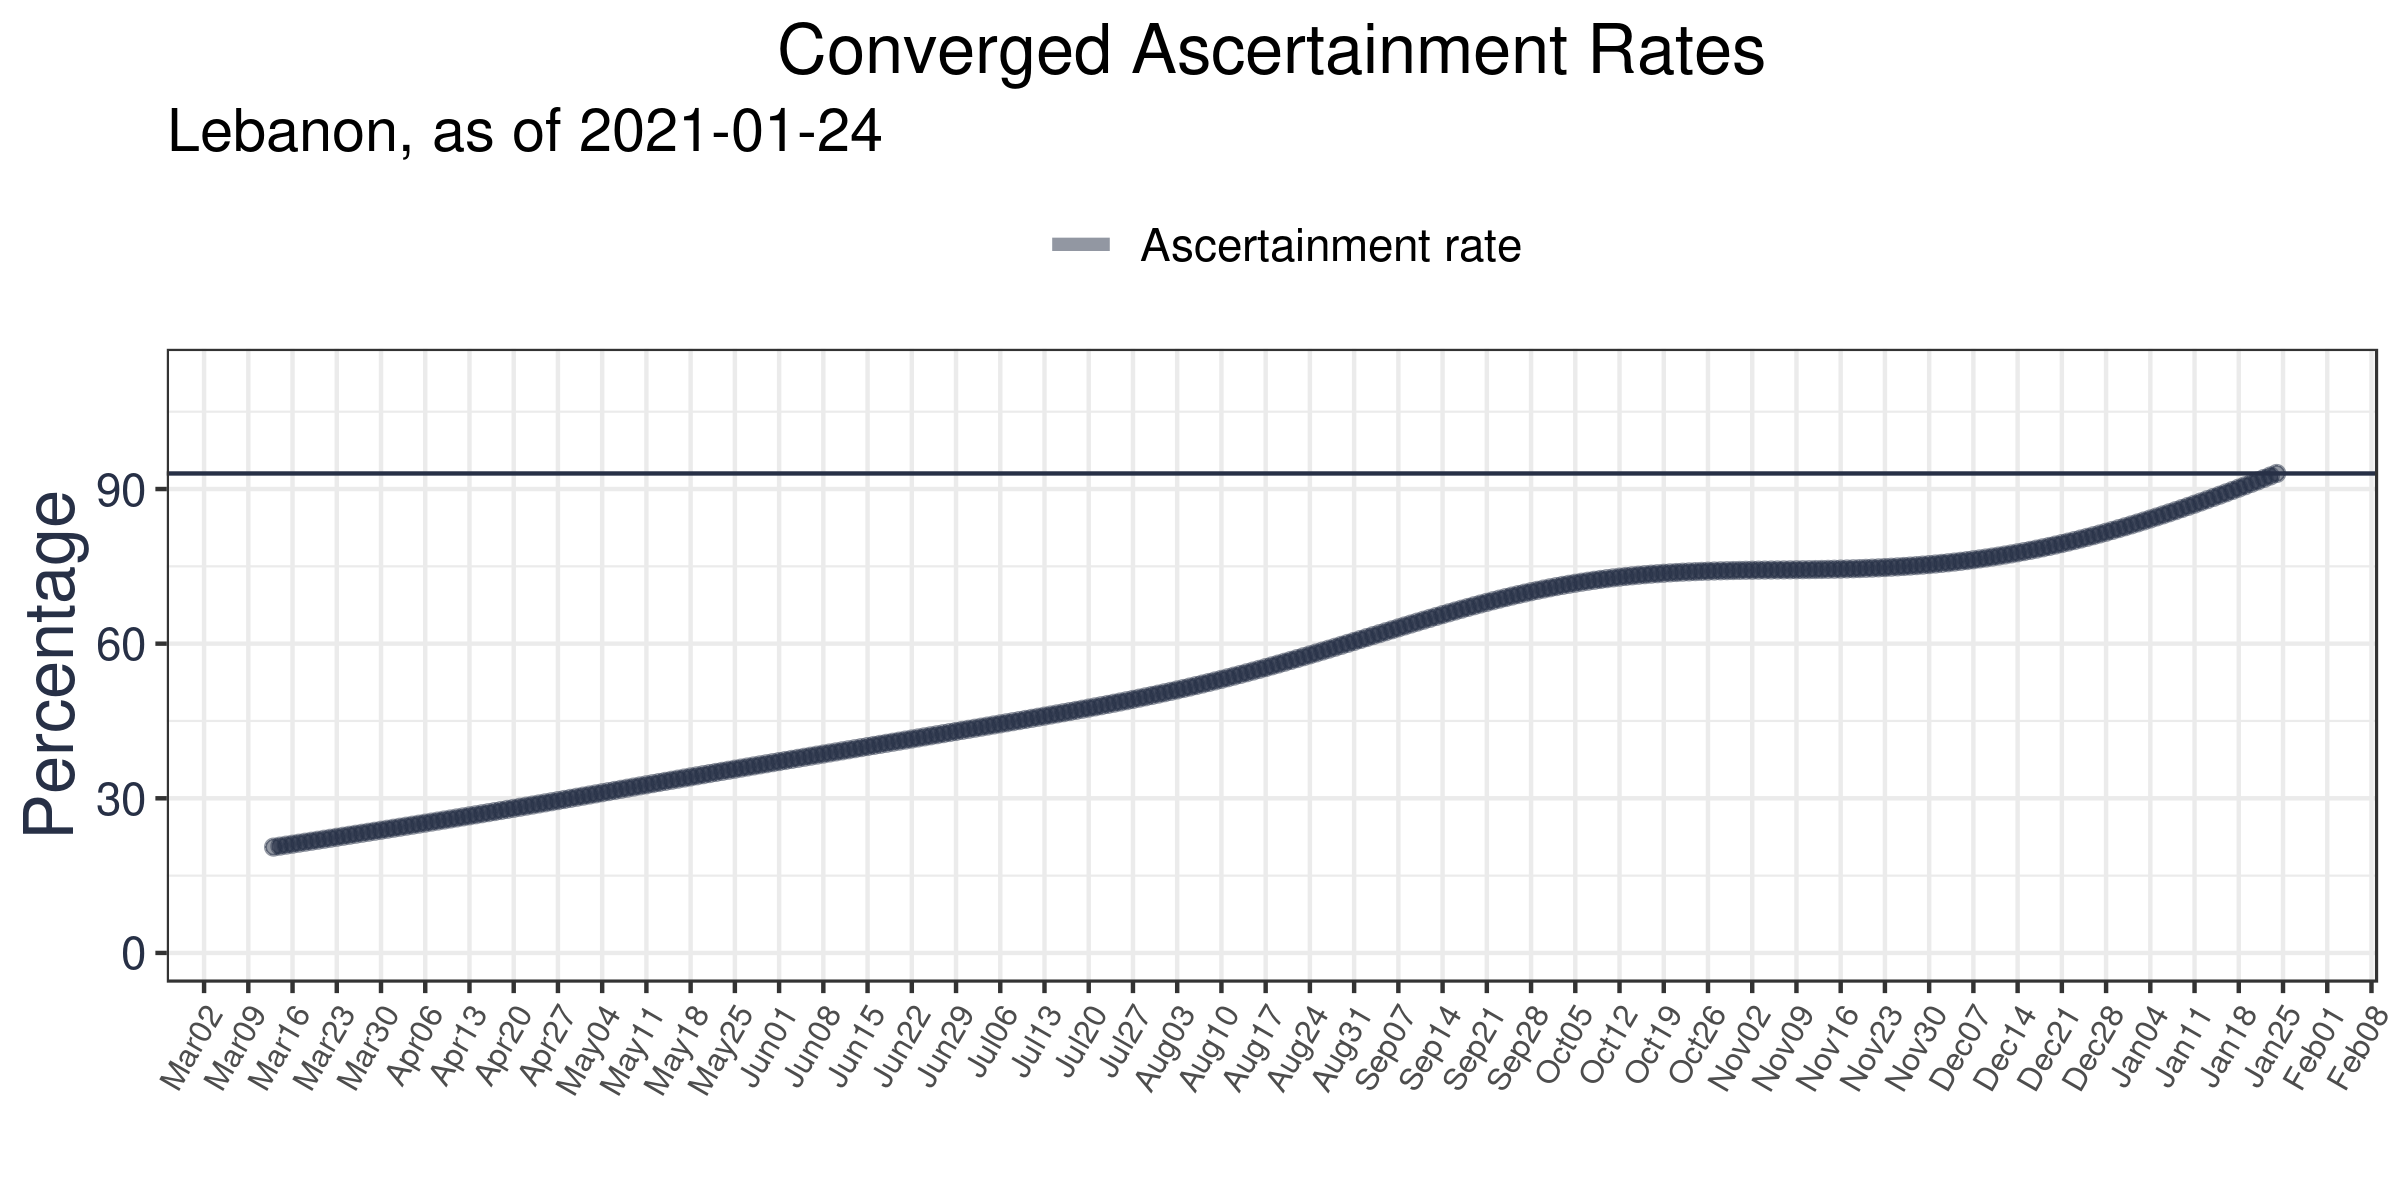 Converged Ascertainment Rates
Lebanon, as of 2021-01-24
Ascertainment rate
Percentage
90
60
30
0
Mar02
Mar09
Mar16
Mar23
Mar30
Apr06
Apr13
Apr20
Apr27
May04
May11
May18
May25
Jun01
Jun08
Jun15
Jun22
Jun29
Jul06
Jul13
Jul20
Jul27
Aug03
Aug10
Aug17
Aug24
Aug31
Sep07
Sep14
Sep21
Sep28
Oct05
Oct12
Oct19
Oct26
Nov02
Nov09
Nov16
Nov23
Nov30
Dec07
Dec14
Dec21
Dec28
Jan04
Jan11
Jan18
Jan25
Feb01
Feb08